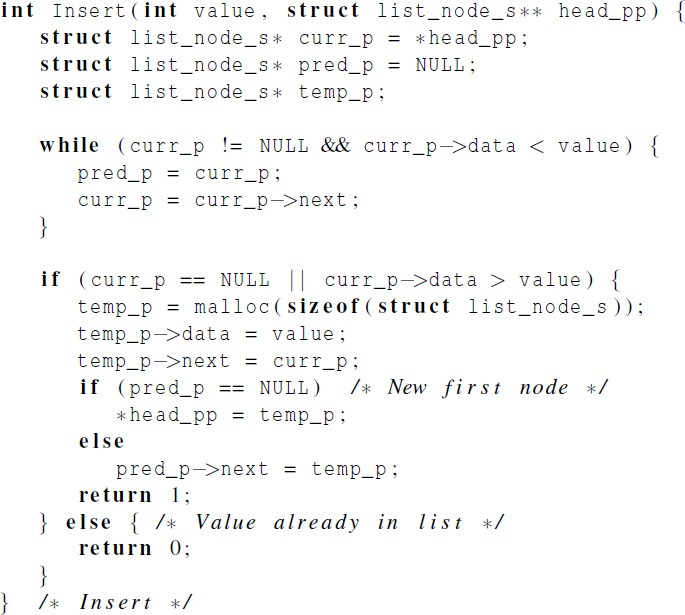 int Insert(int value, struct list_node_s** head_pp) {
   struct list_node_s* curr_p = *head_pp;
   struct list_node_s* pred_p = NULL;
   struct list_node_s* temp_p;

   while (curr_p != NULL && curr_p->data < value) {
      pred_p = curr_p;
      curr_p = curr_p->next;
   }

   if (curr_p == NULL || curr_p->data > value) {
      temp_p = malloc(sizeof(struct list_node_s));
      temp_p->data = value;
      temp_p->next = curr_p;
      if (pred_p == NULL)  /* New first node */
         *head_pp = temp_p;
      else
         pred_p->next = temp_p;
      return 1;
   } else { /* Value already in list */
      return 0;
   }
}  /* Insert */